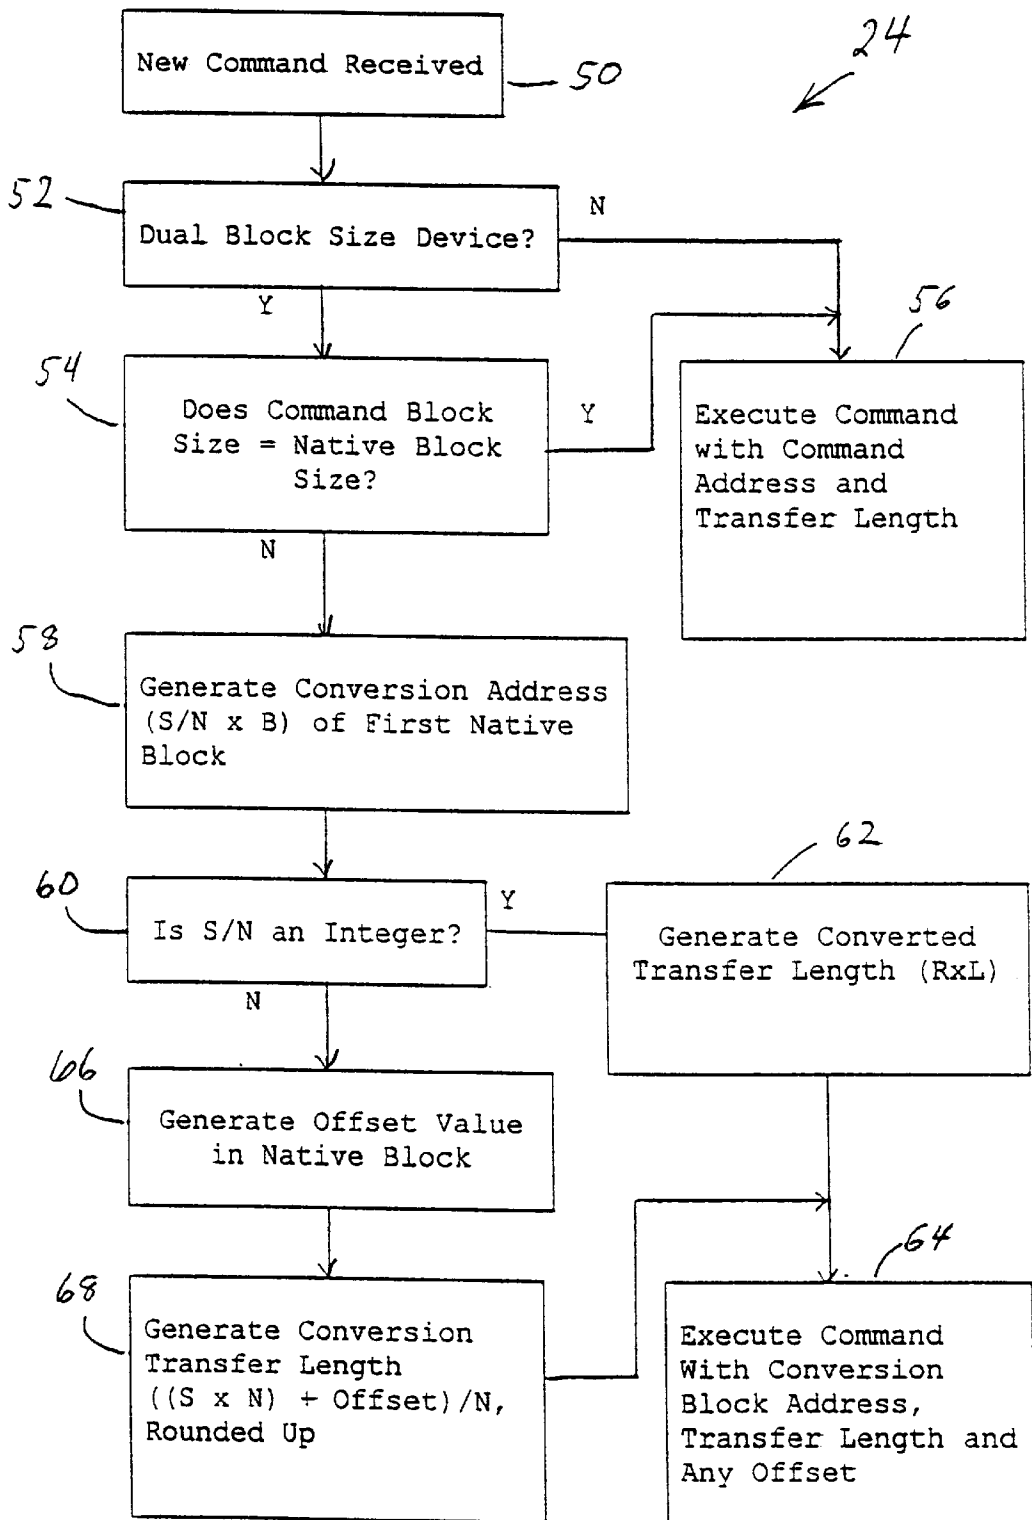 New Command Received
50
24
52
Dual Block Size Device?
N
Y
54
Does Command Block
Size = Native Block
Size?
Y
N
56
Execute Command
with Command
Address and
Transfer Length
58
Generate Conversion Address
(S/N x B) of First Native
Block
60
Is S/N an Integer?
Y
N
62
Generate Converted
Transfer Length (RxL)
66
Generate Offset Value
in Native Block
68
Generate Conversion
Transfer Length
((S x N) + Offset)/N,
Rounded Up
64
Execute Command
With Conversion
Block Address,
Transfer Length and
Any Offset